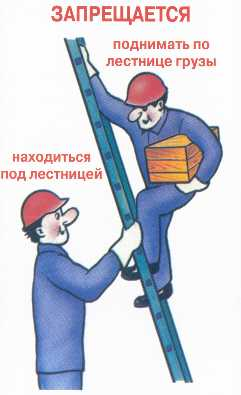 ЗАПРЕЩАЕТСЯ
поднимать по
лестнице грузы
находиться
под лестницей